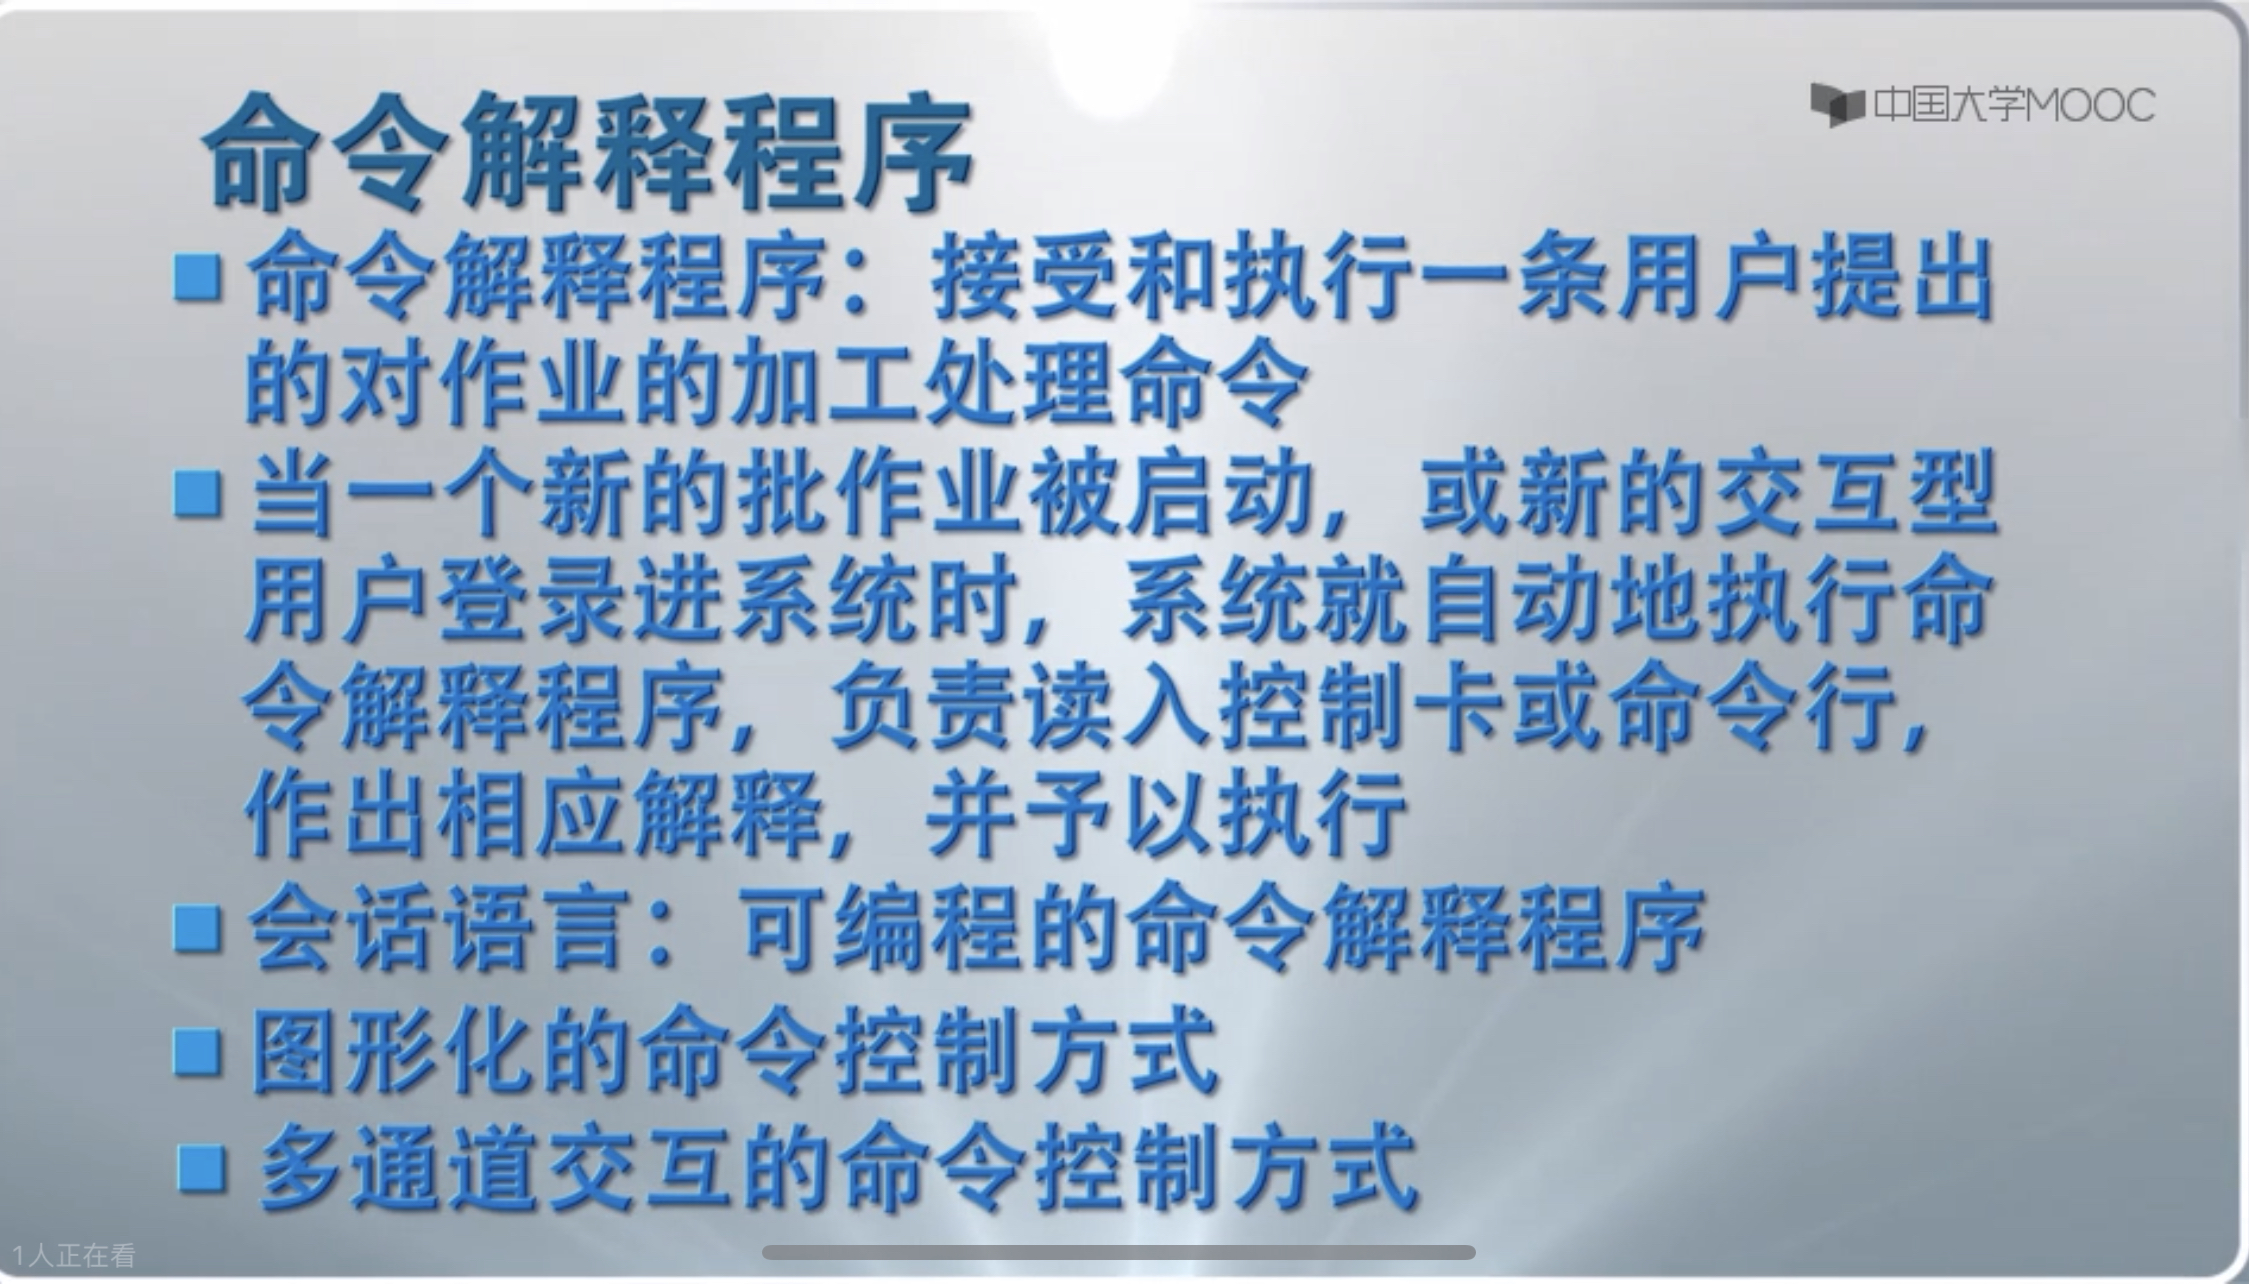 命令解释程序
中国大学MOOC
命令解释程序：接受和执行一条用户提出
的对作业的加工处理命令
当一个新的批作业被启动，或新的交互型
用户登录进系统时，系统就自动地执行命
令解释程序，负责读入控制卡或命令行，
作出相应解释，并予以执行
会话语言：可编程的命令解释程序
图形化的命令控制方式
多通道交互的命令控制方式
1人正在看